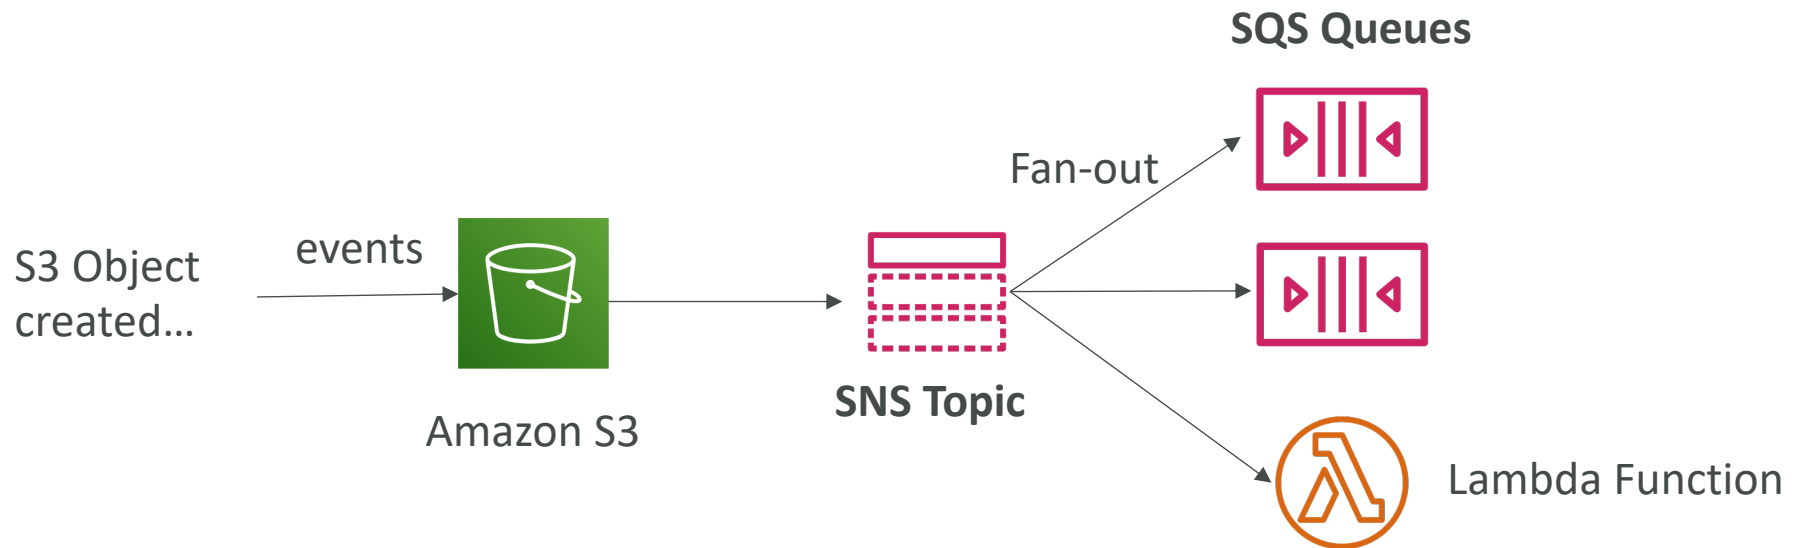 SQS Queues
Fan-out
S3 Object
created...
events
Amazon S3
SNS Topic
Lambda Function